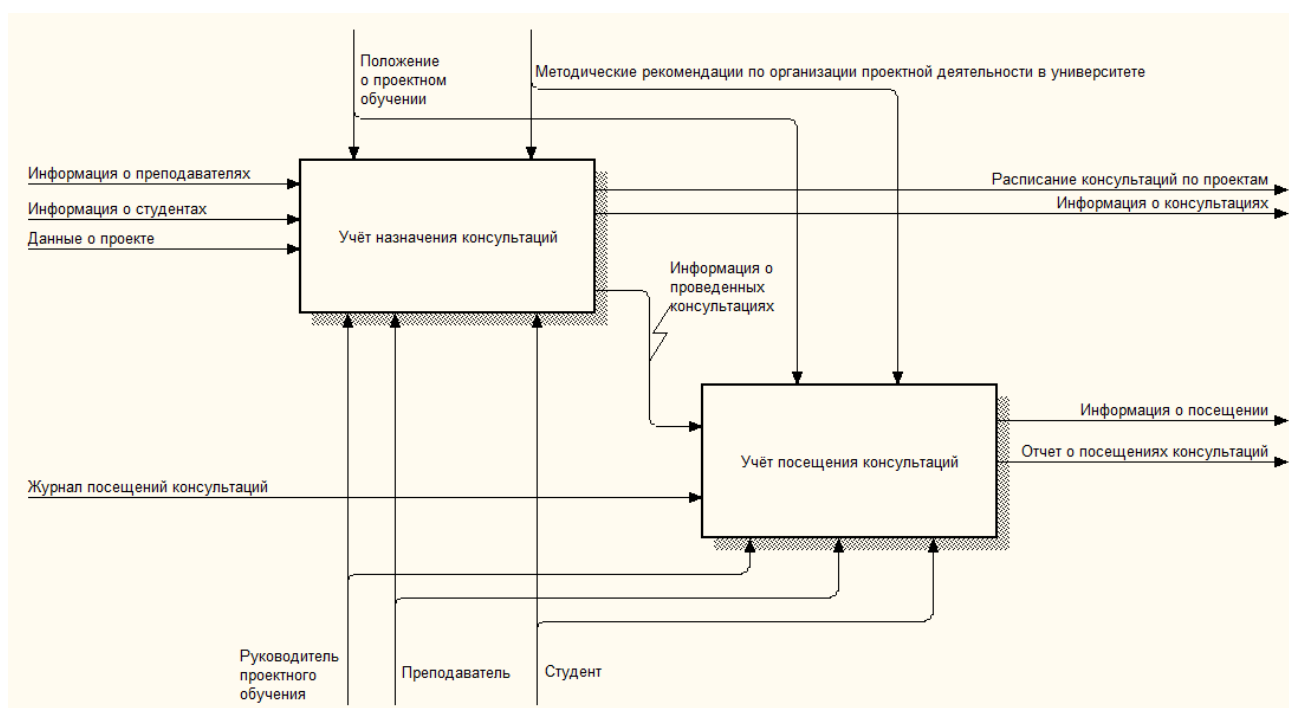 Положение
о проектном
обучении
Методические рекомендации по организации проектной деятельности в университете
Информация о преподавателях
Информация о студентах
Данные о проекте
Учёт назначения консультаций
Расписание консультаций по проектам
Информация о консультациях
Информация о
проведенных
консультациях
Журнал посещений консультаций
Учёт посещения консультаций
Информация о посещении
Отчет о посещениях консультаций
Руководитель
проектного
обучения
Преподаватель
Студент